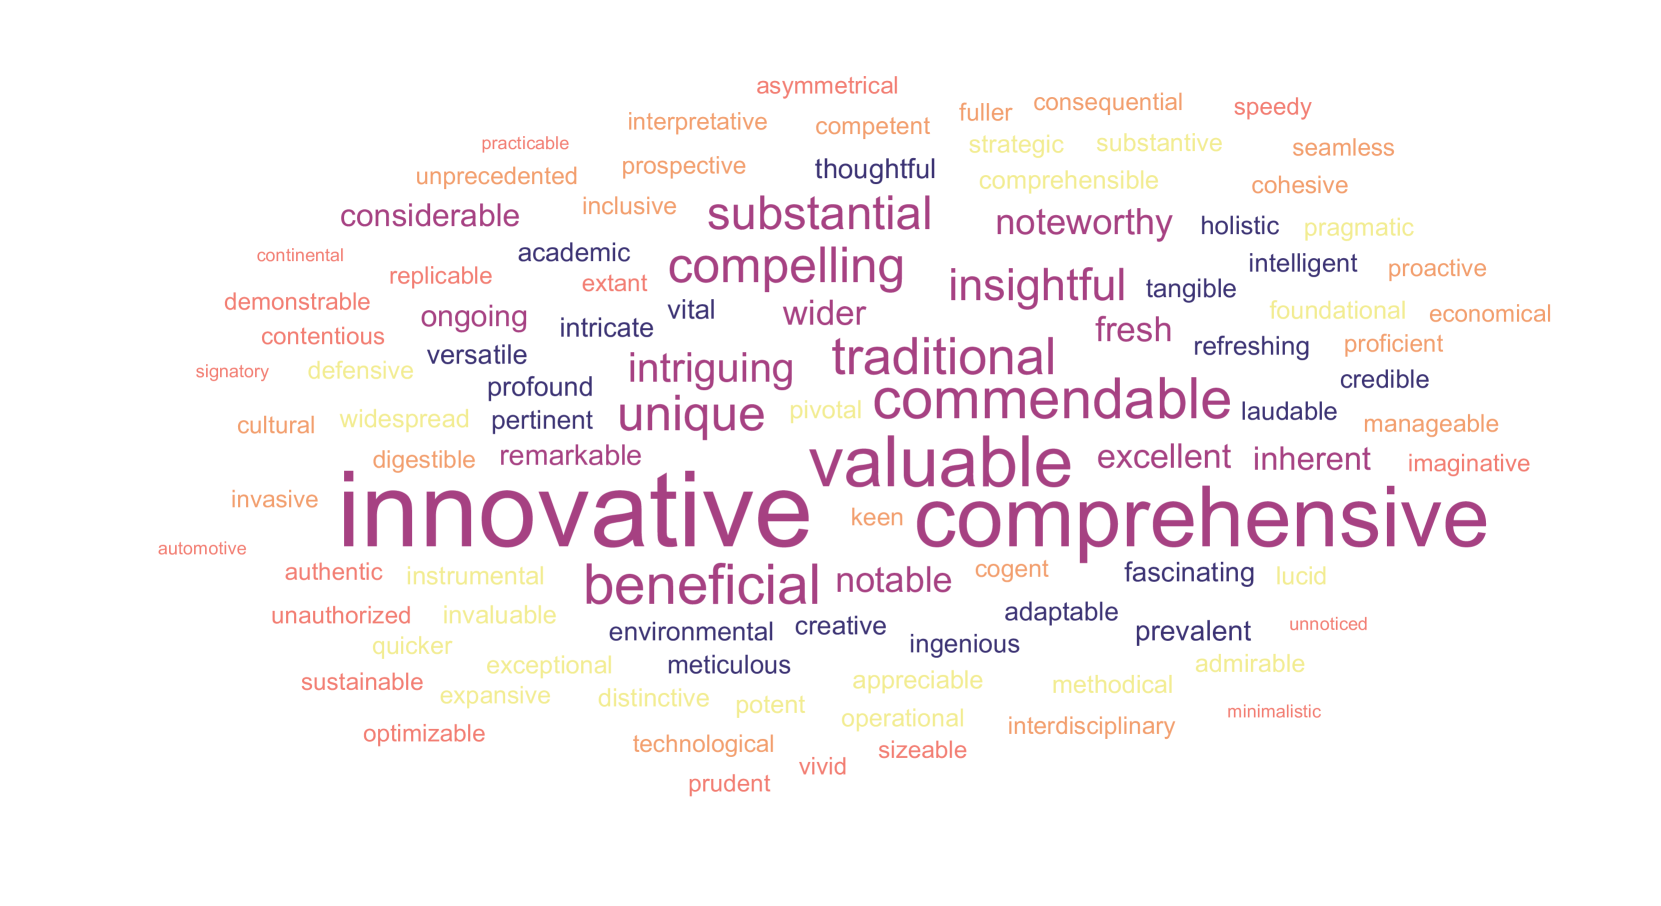 asymmetrical
consequential
speedy
fuller
interpretative
competent
practicable
strategic
substantive
seamless
unprecedented
prospective
thoughtful
comprehensible
cohesive
considerable
inclusive
substantial
noteworthy
holistic
pragmatic
continental
academic
compelling
intelligent
proactive
replicable
extant
insightful
tangible
demonstrable
ongoing
vital
wider
foundational
economical
contentious
intricate
fresh
versatile
traditional
refreshing
proficient
signatory
defensive
profound
intriguing
commendable
credible
cultural
widespread
pertinent
unique
pivotal
laudable
manageable
digestible
remarkable
valuable
excellent
inherent
imaginative
invasive
innovative
keen
comprehensive
automotive
authentic
instrumental
beneficial
notable
cogent
fascinating
lucid
unauthorized
invaluable
environmental
creative
adaptable
prevalent
unnoticed
quicker
exceptional
meticulous
ingenious
admirable
sustainable
expansive
distinctive
potent
appreciable
methodical
minimalistic
optimizable
technological
operational
interdisciplinary
vivid
sizeable
prudent